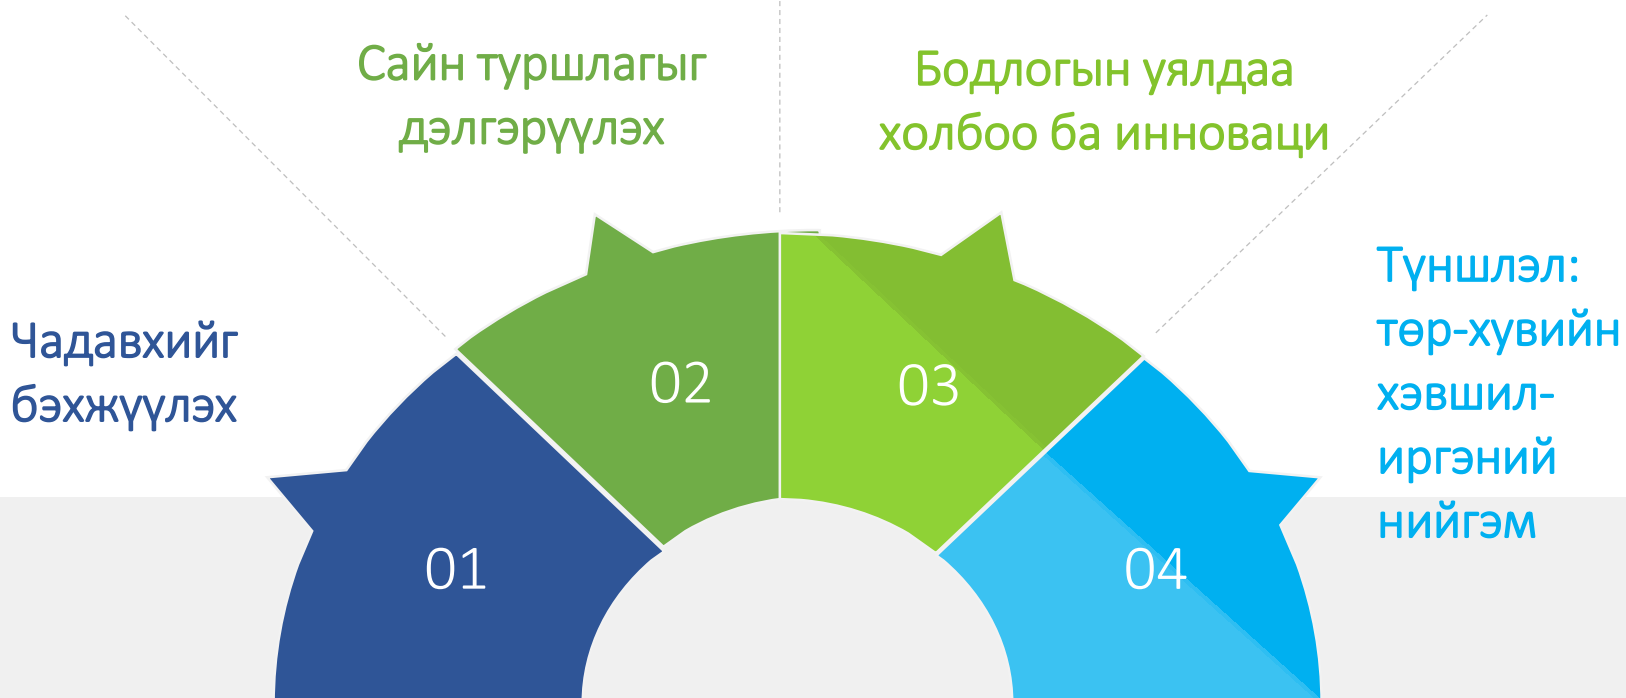 Чадавхийг
бэхжүүлэх
01
Сайн туршлагыг
дэлгэрүүлэх
02
Бодлогын уялдаа
холбоо ба инноваци
03
Түншлэл:
төр-хувийн
хэвшил-
иргэний
нийгэм
04